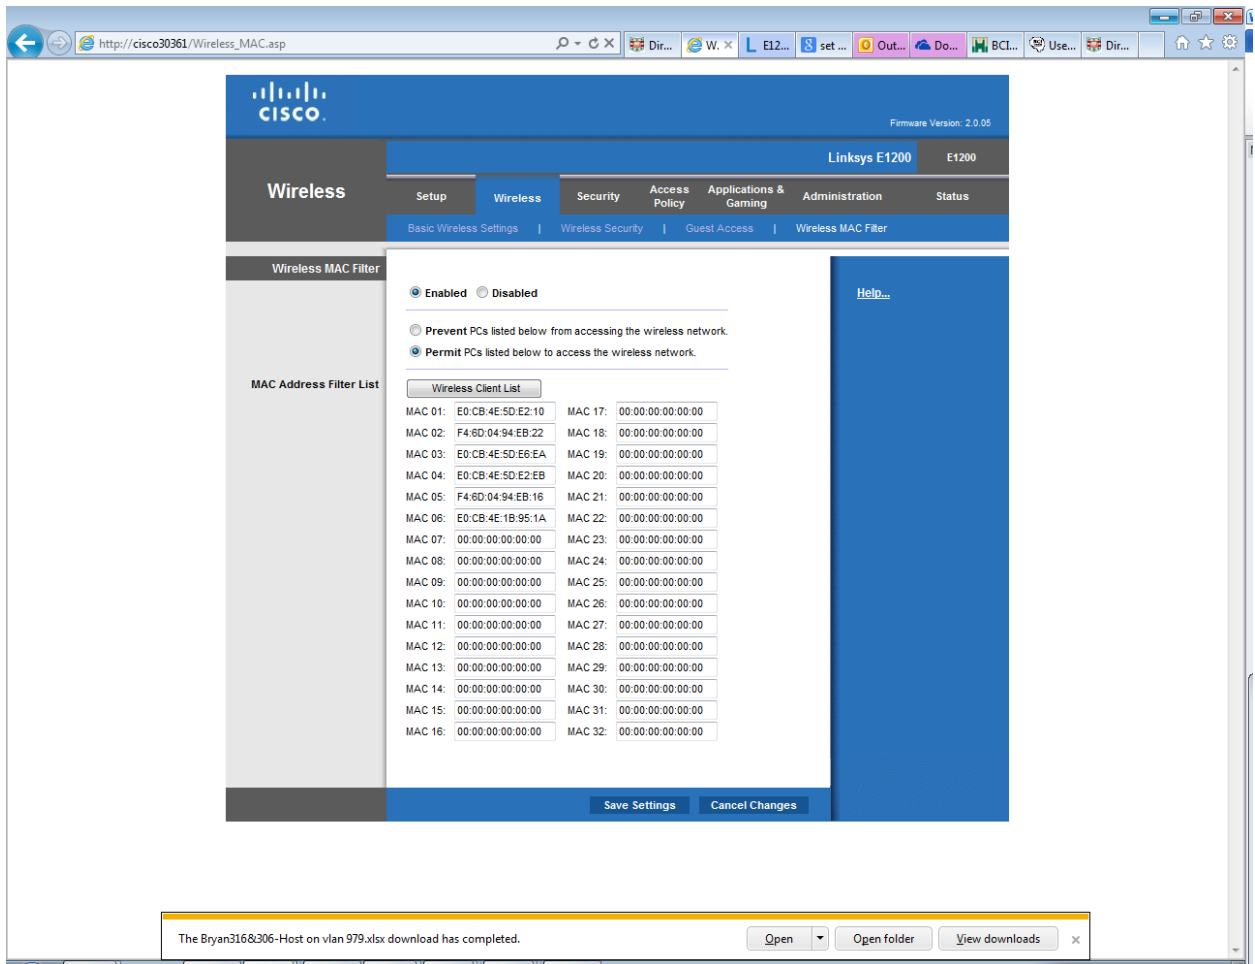 http://cisco30361/Wireless_MAC.asp
Dir...
W.
E12...
set ...
Out...
Do...
BCI...
Use...
Dir...
CISCO.
Firmware Version: 2.0.05
Linksys E1200
E1200
Wireless
Setup
Wireless
Security
Access Policy
Applications & Gaming
Administration
Status
Basic Wireless Settings | Wireless Security | Guest Access | Wireless MAC Filter
Wireless MAC Filter
Enabled Disabled
Help...
Prevent PCs listed below from accessing the wireless network.
Permit PCs listed below to access the wireless network.
MAC Address Filter List
Wireless Client List
MAC 01: E0:CB:4E:5D:E2:10 MAC 17: 00:00:00:00:00:00
MAC 02: F4:6D:04:94:EB:22 MAC 18: 00:00:00:00:00:00
MAC 03: E0:CB:4E:5D:E6:EA MAC 19: 00:00:00:00:00:00
MAC 04: E0:CB:4E:5D:E2:EB MAC 20: 00:00:00:00:00:00
MAC 05: F4:6D:04:94:EB:16 MAC 21: 00:00:00:00:00:00
MAC 06: E0:CB:4E:1B:95:1A MAC 22: 00:00:00:00:00:00
MAC 07: 00:00:00:00:00:00 MAC 23: 00:00:00:00:00:00
MAC 08: 00:00:00:00:00:00 MAC 24: 00:00:00:00:00:00
MAC 09: 00:00:00:00:00:00 MAC 25: 00:00:00:00:00:00
MAC 10: 00:00:00:00:00:00 MAC 26: 00:00:00:00:00:00
MAC 11: 00:00:00:00:00:00 MAC 27: 00:00:00:00:00:00
MAC 12: 00:00:00:00:00:00 MAC 28: 00:00:00:00:00:00
MAC 13: 00:00:00:00:00:00 MAC 29: 00:00:00:00:00:00
MAC 14: 00:00:00:00:00:00 MAC 30: 00:00:00:00:00:00
MAC 15: 00:00:00:00:00:00 MAC 31: 00:00:00:00:00:00
MAC 16: 00:00:00:00:00:00 MAC 32: 00:00:00:00:00:00
Save Settings Cancel Changes
The Bryan316&306-Host on vlan 979.xlsx download has completed.
Open
Open folder
View downloads